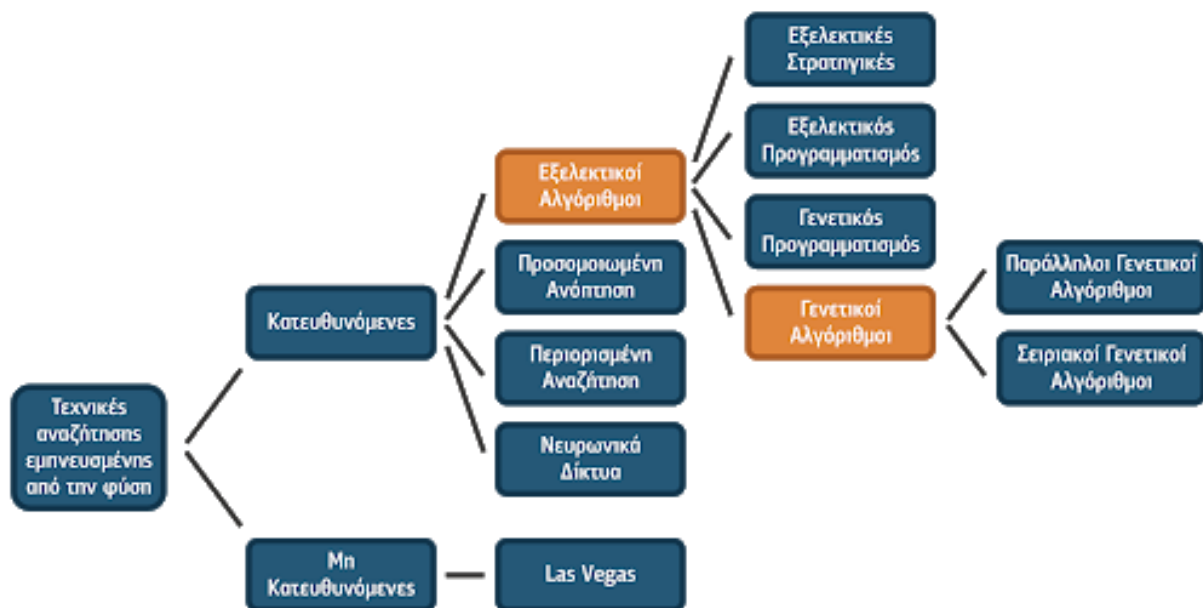 Εξελεκτικές
Στρατηγικές
Εξελεκτικός
Προγραμματισμός
Εξελεκτικοί
Αλγόριθμοι
Γενετικός
Προγραμματισμός
Προσομοιωμένη
Ανόπτηση
Παράλληλοι Γενετικοί
Αλγόριθμοι
Κατευθυνόμενες
Γενετικοί
Αλγόριθμοι
Περιορισμένη
Αναζήτηση
Σειριακοί Γενετικοί
Αλγόριθμοι
Τεχνικές
αναζήτησης
εμπνευσμένης
από την φύση
Νευρωνικά
Δίκτυα
Μη
Κατευθυνόμενες
Las Vegas